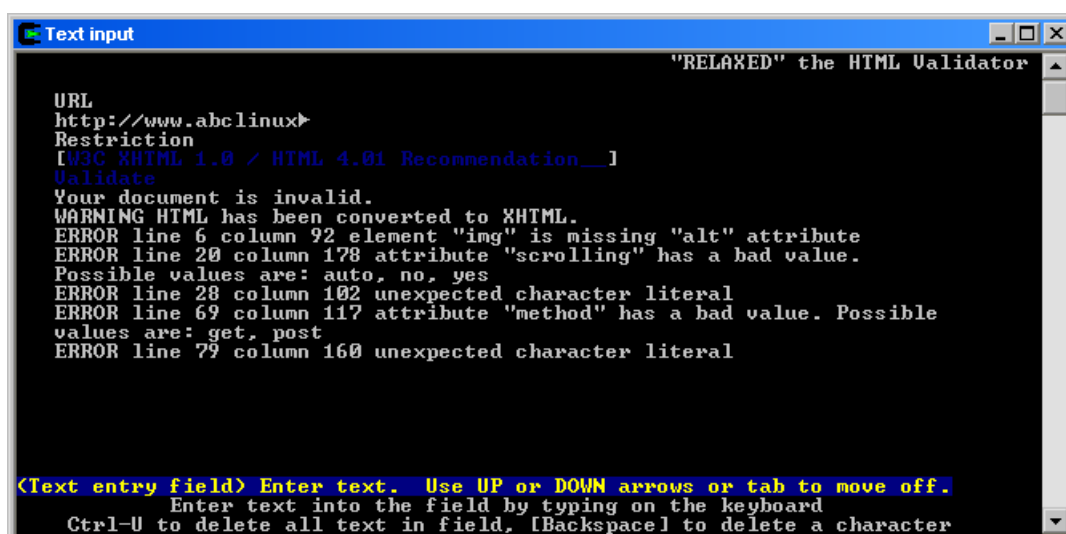 Text input
"RELAXED" the HTML Validator
URL
http://www.abclinux
Restriction
[W3C XHTML 1.0 / HTML 4.01 Recommendation__]
Validate
Your document is invalid.
WARNING HTML has been converted to XHTML.
ERROR line 6 column 92 element "img" is missing "alt" attribute
ERROR line 20 column 178 attribute "scrolling" has a bad value.
Possible values are: auto, no, yes
ERROR line 28 column 102 unexpected character literal
ERROR line 69 column 117 attribute "method" has a bad value. Possible
values are: get, post
ERROR line 79 column 160 unexpected character literal
(Text entry field) Enter text.  Use UP or DOWN arrows or tab to move off.
Enter text into the field by typing on the keyboard
Ctrl-U to delete all text in field, [Backspace] to delete a character